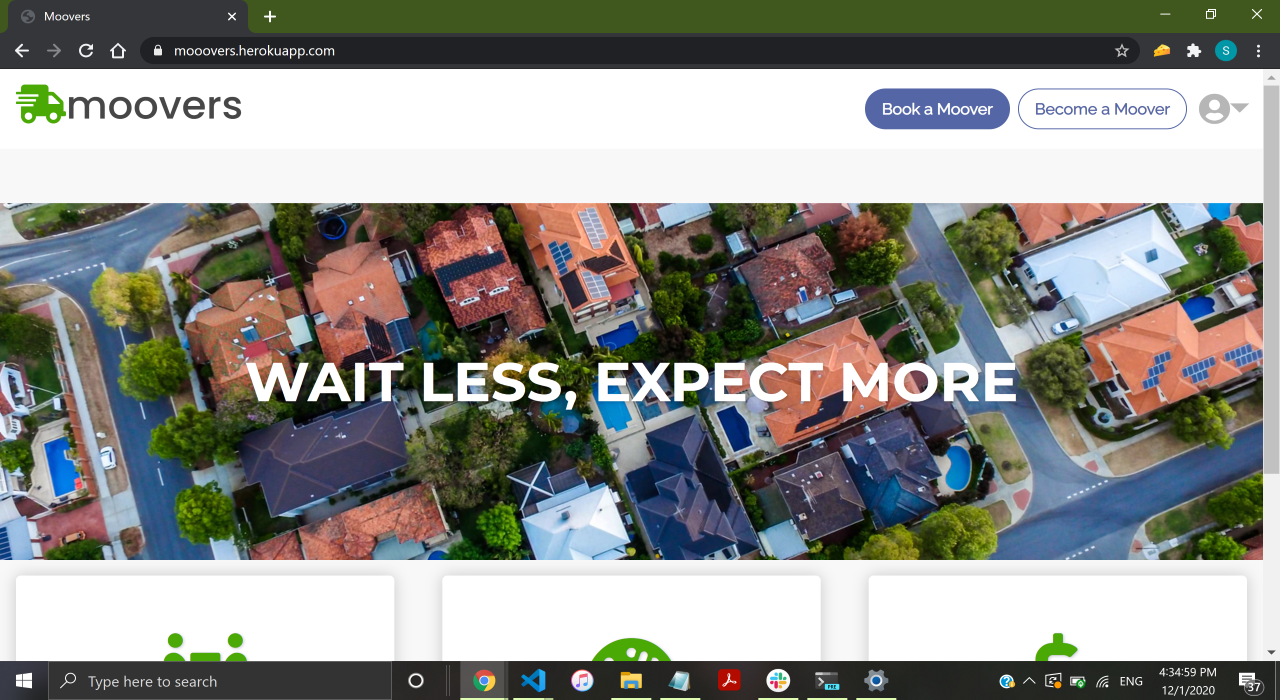 Moovers
mooovers.herokuapp.com
S
moovers
Book a Moover
Become a Moover
WAIT LESS, EXPECT MORE
Type here to search
PRE
ENG
4:34:59 PM
12/1/2020
37